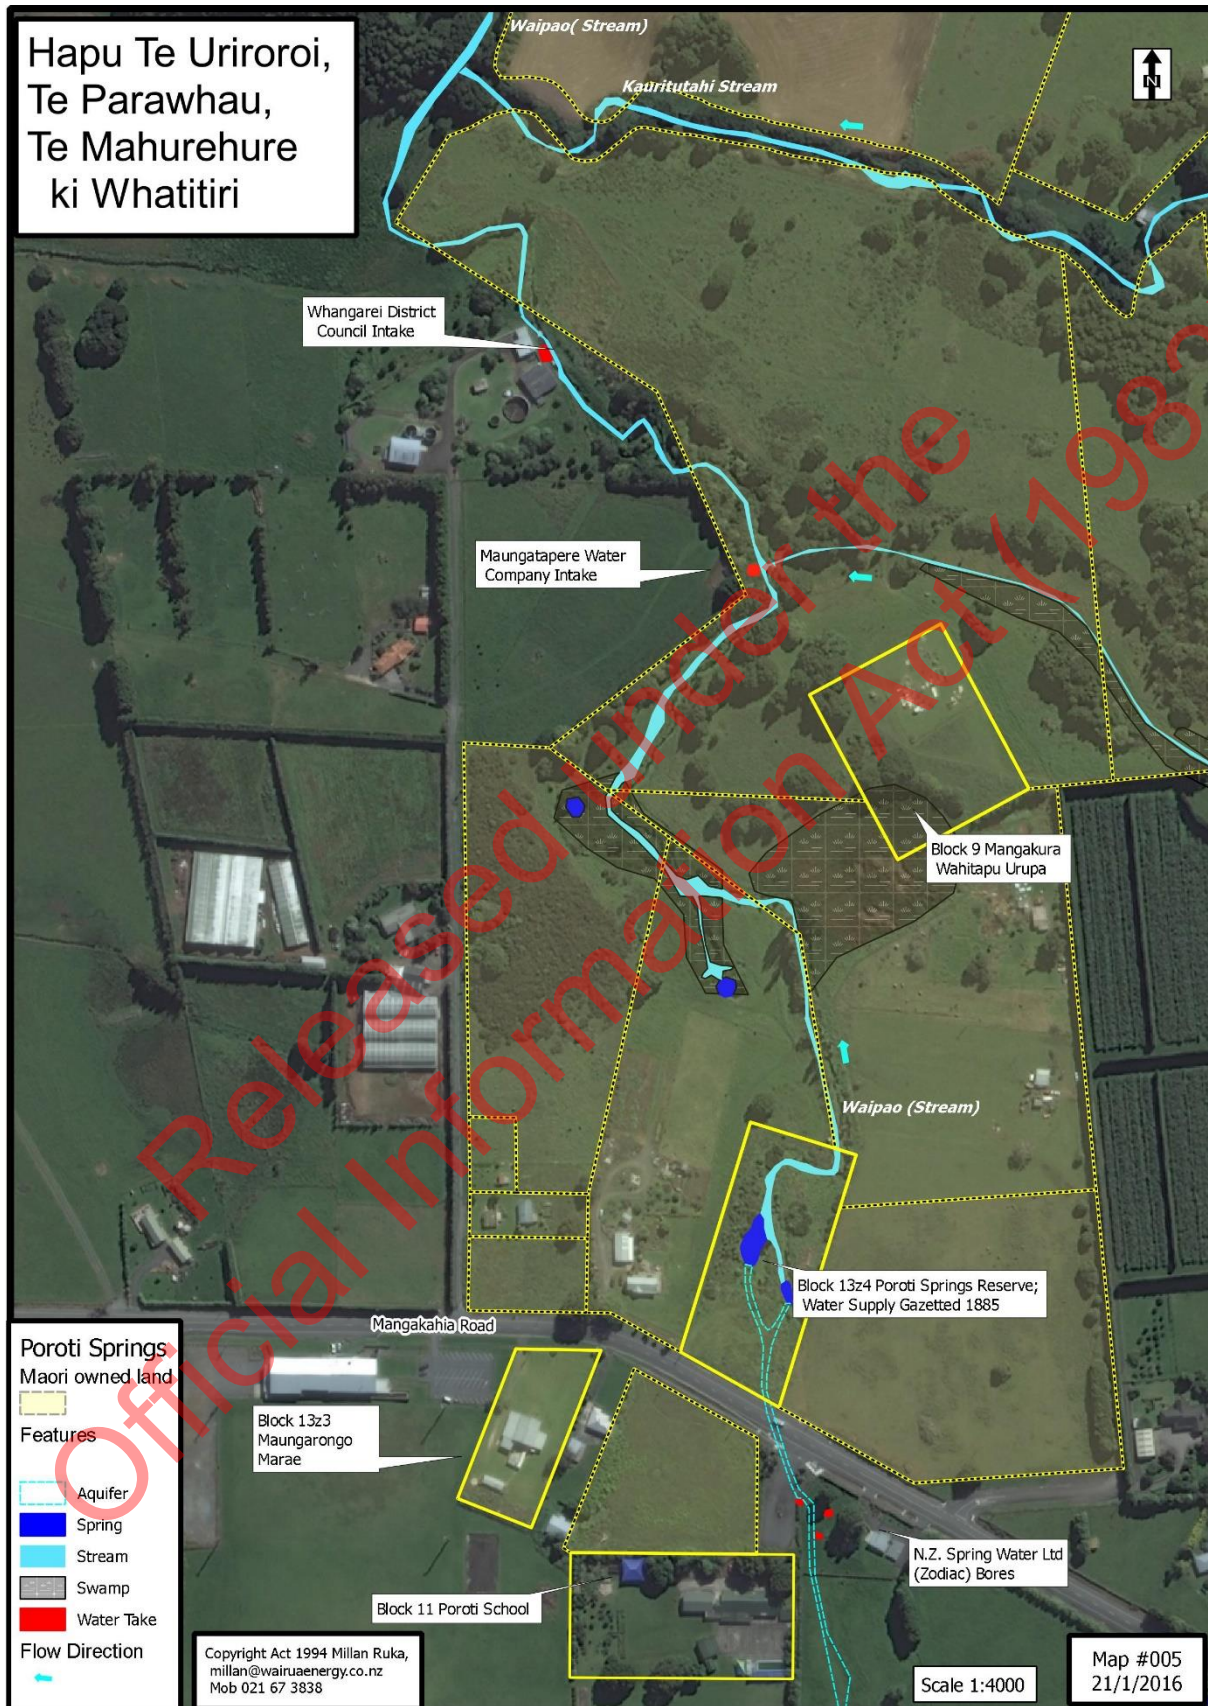 Hapu Te Uriroroi,
Te Parawhau,
Te Mahurehure
ki Whatitiri
Waipao( Stream)
Kauritutahi Stream
N
Whangarei District
Council Intake
Maungatapere Water
Company Intake
Block 9 Mangakura
Wahitapu Urupa
Waipao (Stream)
Block 13z4 Poroti Springs Reserve;
Water Supply Gazetted 1885
Mangakahia Road
Poroti Springs
Maori owned land
Features
Aquifer
Spring
Stream
Swamp
Water Take
Flow Direction
Block 13z3
Maungarongo
Marae
N.Z. Spring Water Ltd
(Zodiac) Bores
Block 11 Poroti School
Copyright Act 1994 Millan Ruka,
millan@wairuaenergy.co.nz
Mob 021 67 3838
Scale 1:4000
Map #005
21/1/2016
Released under the
Official Information Act (1982